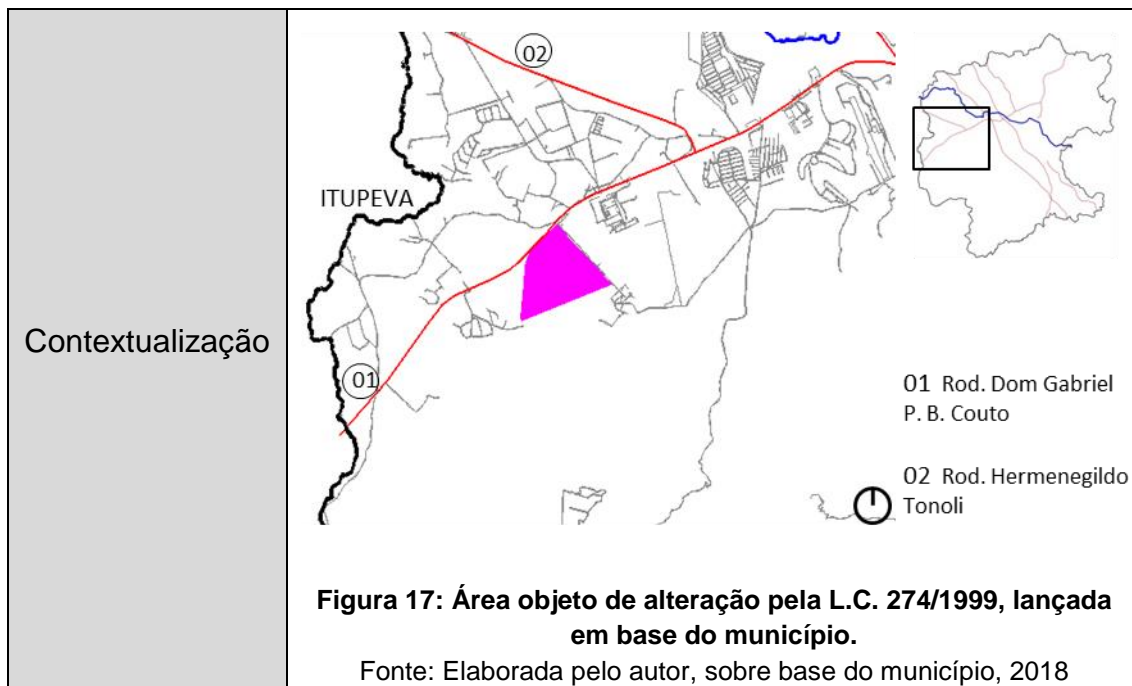 Contextualização
02
ITUPEVA
01
01 Rod. Dom Gabriel
P. B. Couto
02 Rod. Hermenegildo
Tonoli
Figura 17: Área objeto de alteração pela L.C. 274/1999, lançada
em base do município.
Fonte: Elaborada pelo autor, sobre base do município, 2018